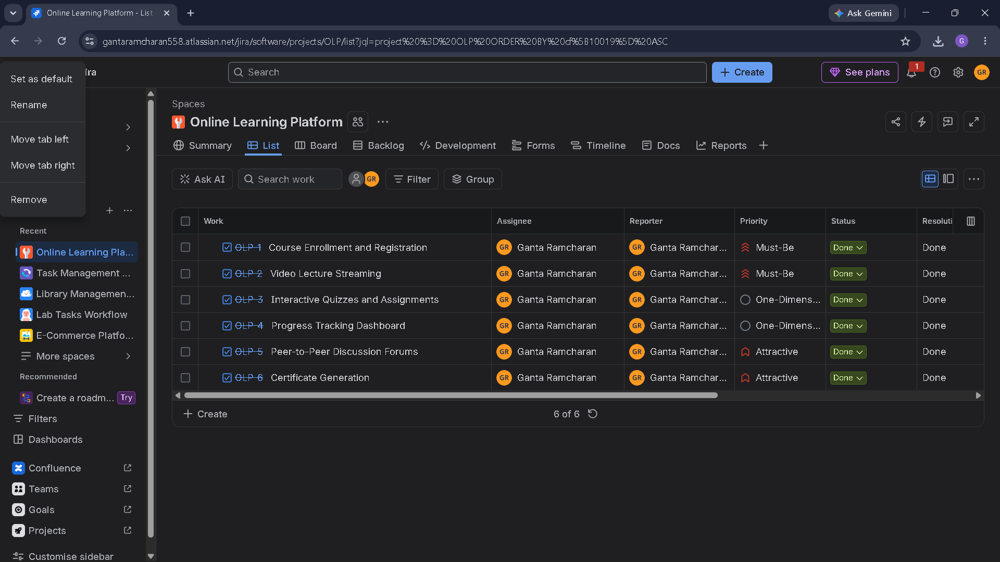 Online Learning Platform - List
Ask Gemini
gantaramcharan558.atlassian.net/jira/software/projects/OLP/list?jql=project%20%3D%20OLP%20ORDER%20BY%20cf%5B10019%5D%20ASC
G
Set as default
Rename
Move tab left
Move tab right
Remove
ira
Search
Create
See plans
1
GR
Spaces
Online Learning Platform
Summary
List
Board
Backlog
Development
Forms
Timeline
Docs
Reports
Ask AI
Search work
GR
Filter
Group
Recent
Online Learning Pla...
Task Management ...
Library Managemen...
Lab Tasks Workflow
E-Commerce Platfo...
More spaces
Recommended
Create a roadm... Try
Filters
Dashboards
Confluence
Teams
Goals
Projects
Customise sidebar
Work Assignee Reporter Priority Status Resoluti
OLP-1 Course Enrollment and Registration GR Ganta Ramcharan GR Ganta Ramchar... Must-Be Done Done
OLP-2 Video Lecture Streaming GR Ganta Ramcharan GR Ganta Ramchar... Must-Be Done Done
OLP-3 Interactive Quizzes and Assignments GR Ganta Ramcharan GR Ganta Ramchar... One-Dimens... Done Done
OLP-4 Progress Tracking Dashboard GR Ganta Ramcharan GR Ganta Ramchar... One-Dimens... Done Done
OLP-5 Peer-to-Peer Discussion Forums GR Ganta Ramcharan GR Ganta Ramchar... Attractive Done Done
OLP-6 Certificate Generation GR Ganta Ramcharan GR Ganta Ramchar... Attractive Done Done
Create
6 of 6